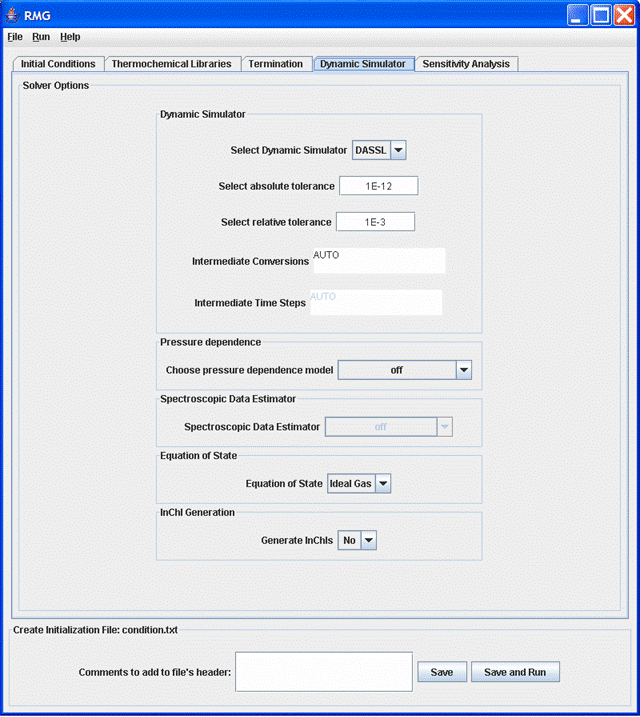 RMG
File Run Help
Initial Conditions Thermochemical Libraries Termination Dynamic Simulator Sensitivity Analysis
Solver Options
Dynamic Simulator
Select Dynamic Simulator DASSL
Select absolute tolerance 1E-12
Select relative tolerance 1E-3
Intermediate Conversions AUTO
Intermediate Time Steps AUTO
Pressure dependence
Choose pressure dependence model off
Spectroscopic Data Estimator
Spectroscopic Data Estimator off
Equation of State
Equation of State Ideal Gas
InChI Generation
Generate InChIs No
Create Initialization File: condition.txt
Comments to add to file's header: Save Save and Run